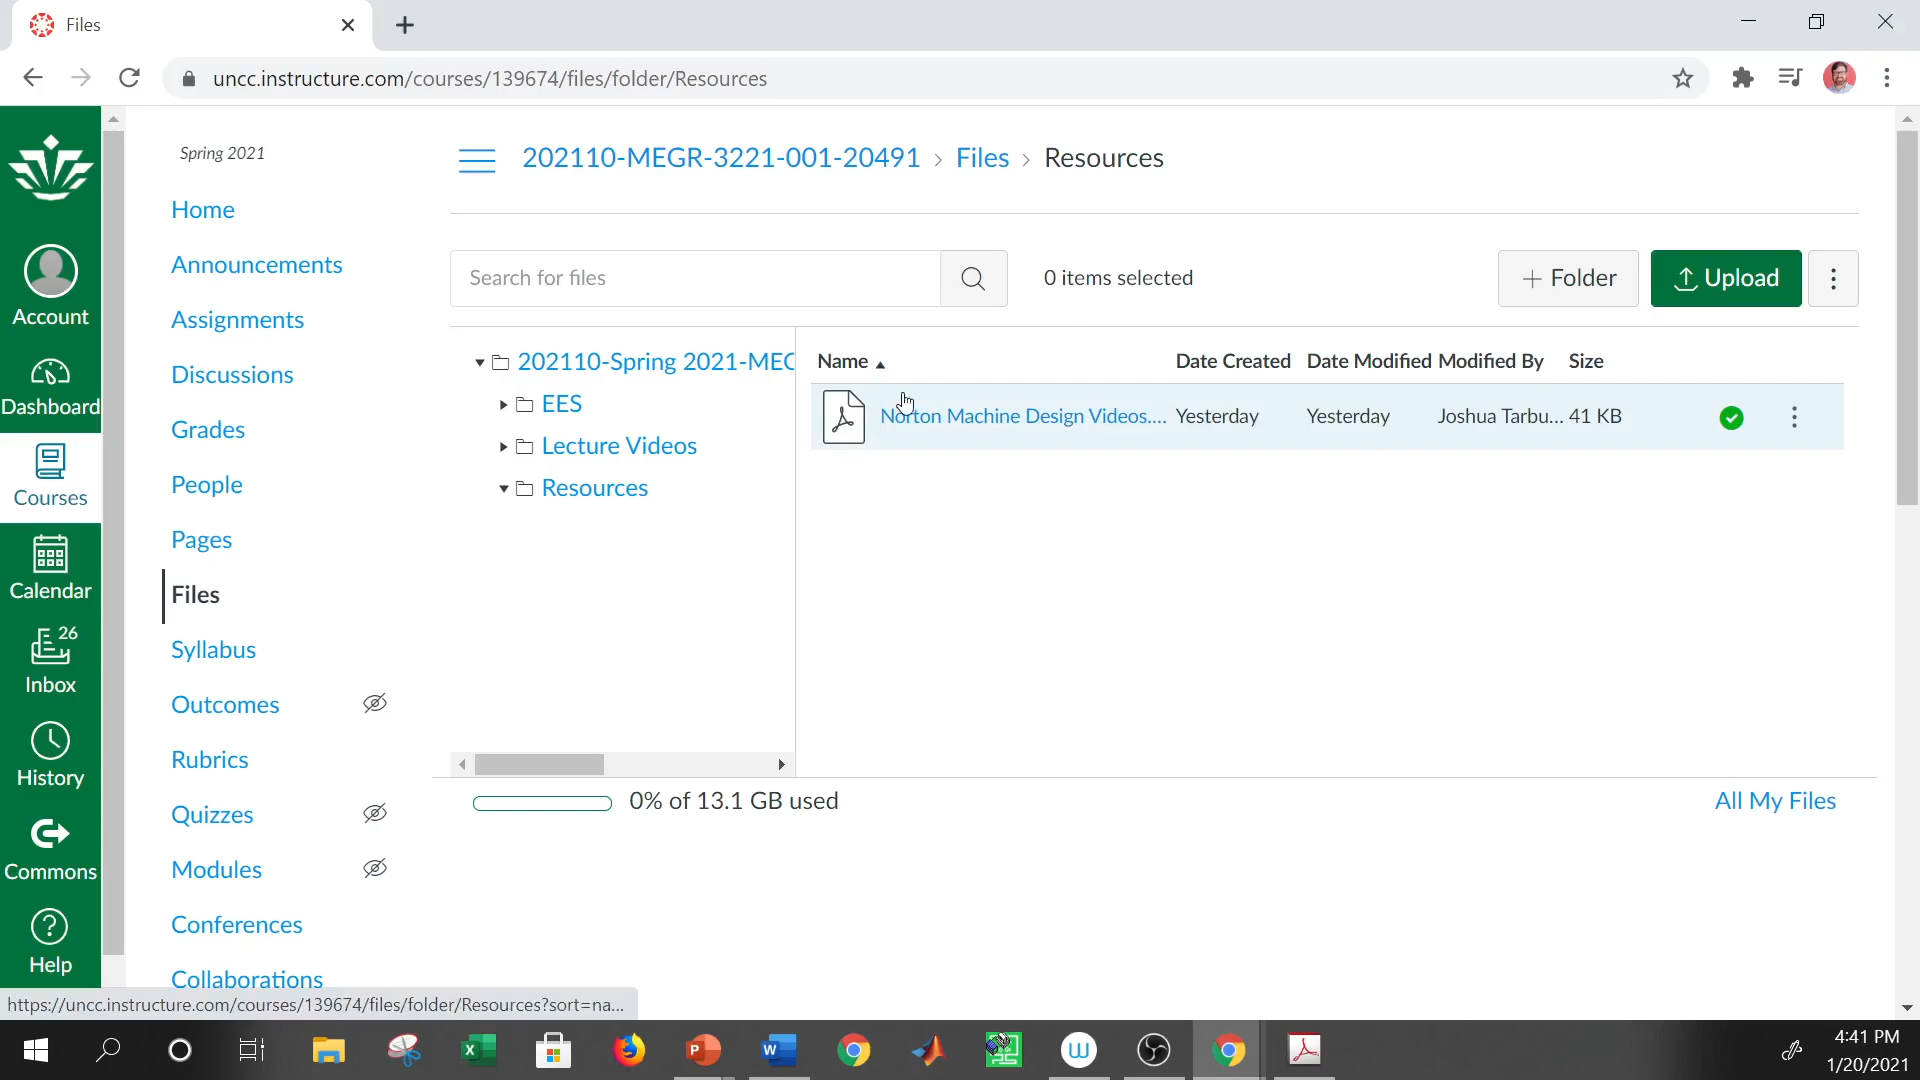 Files
uncc.instructure.com/courses/139674/files/folder/Resources
Account
Dashboard
Courses
Calendar
26
Inbox
History
Commons
Help
Spring 2021
Home
Announcements
Assignments
Discussions
Grades
People
Pages
Files
Syllabus
Outcomes
Rubrics
Quizzes
Modules
Conferences
Collaborations
202110-MEGR-3221-001-20491 > Files > Resources
Search for files
0 items selected
+ Folder
Upload
202110-Spring 2021-MEG
EES
Lecture Videos
Resources
Name Date Created Date Modified Modified By Size
Norton Machine Design Videos.... Yesterday Yesterday Joshua Tarbu... 41 KB
0% of 13.1 GB used
All My Files
https://uncc.instructure.com/courses/139674/files/folder/Resources?sort=na...
4:41 PM
1/20/2021